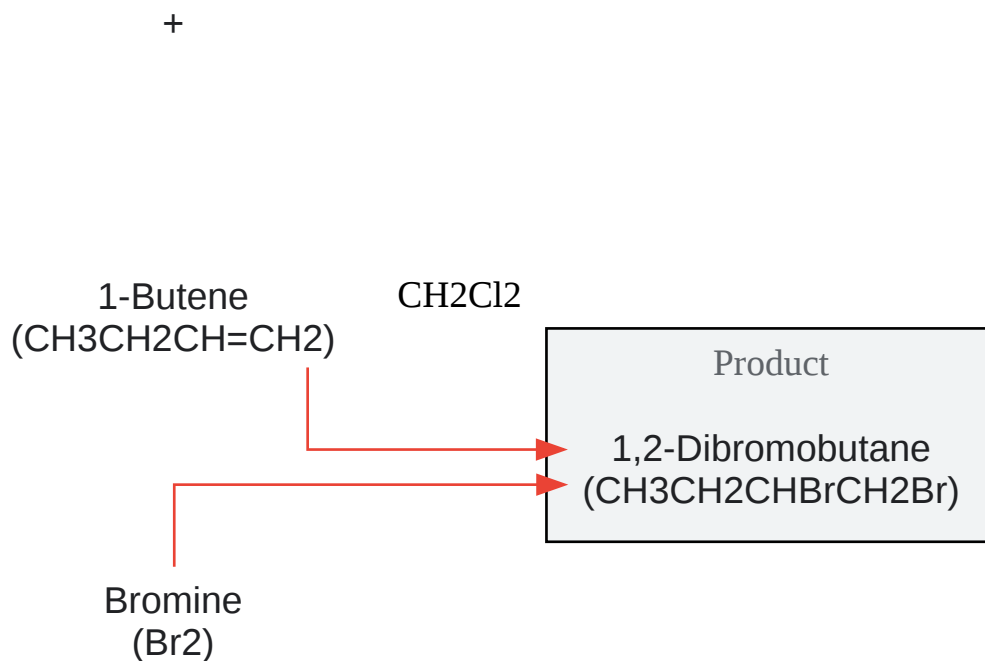 +
1-Butene
(CH3CH2CH=CH2)
CH2Cl2
Product
1,2-Dibromobutane
(CH3CH2CHBrCH2Br)
Bromine
(Br2)